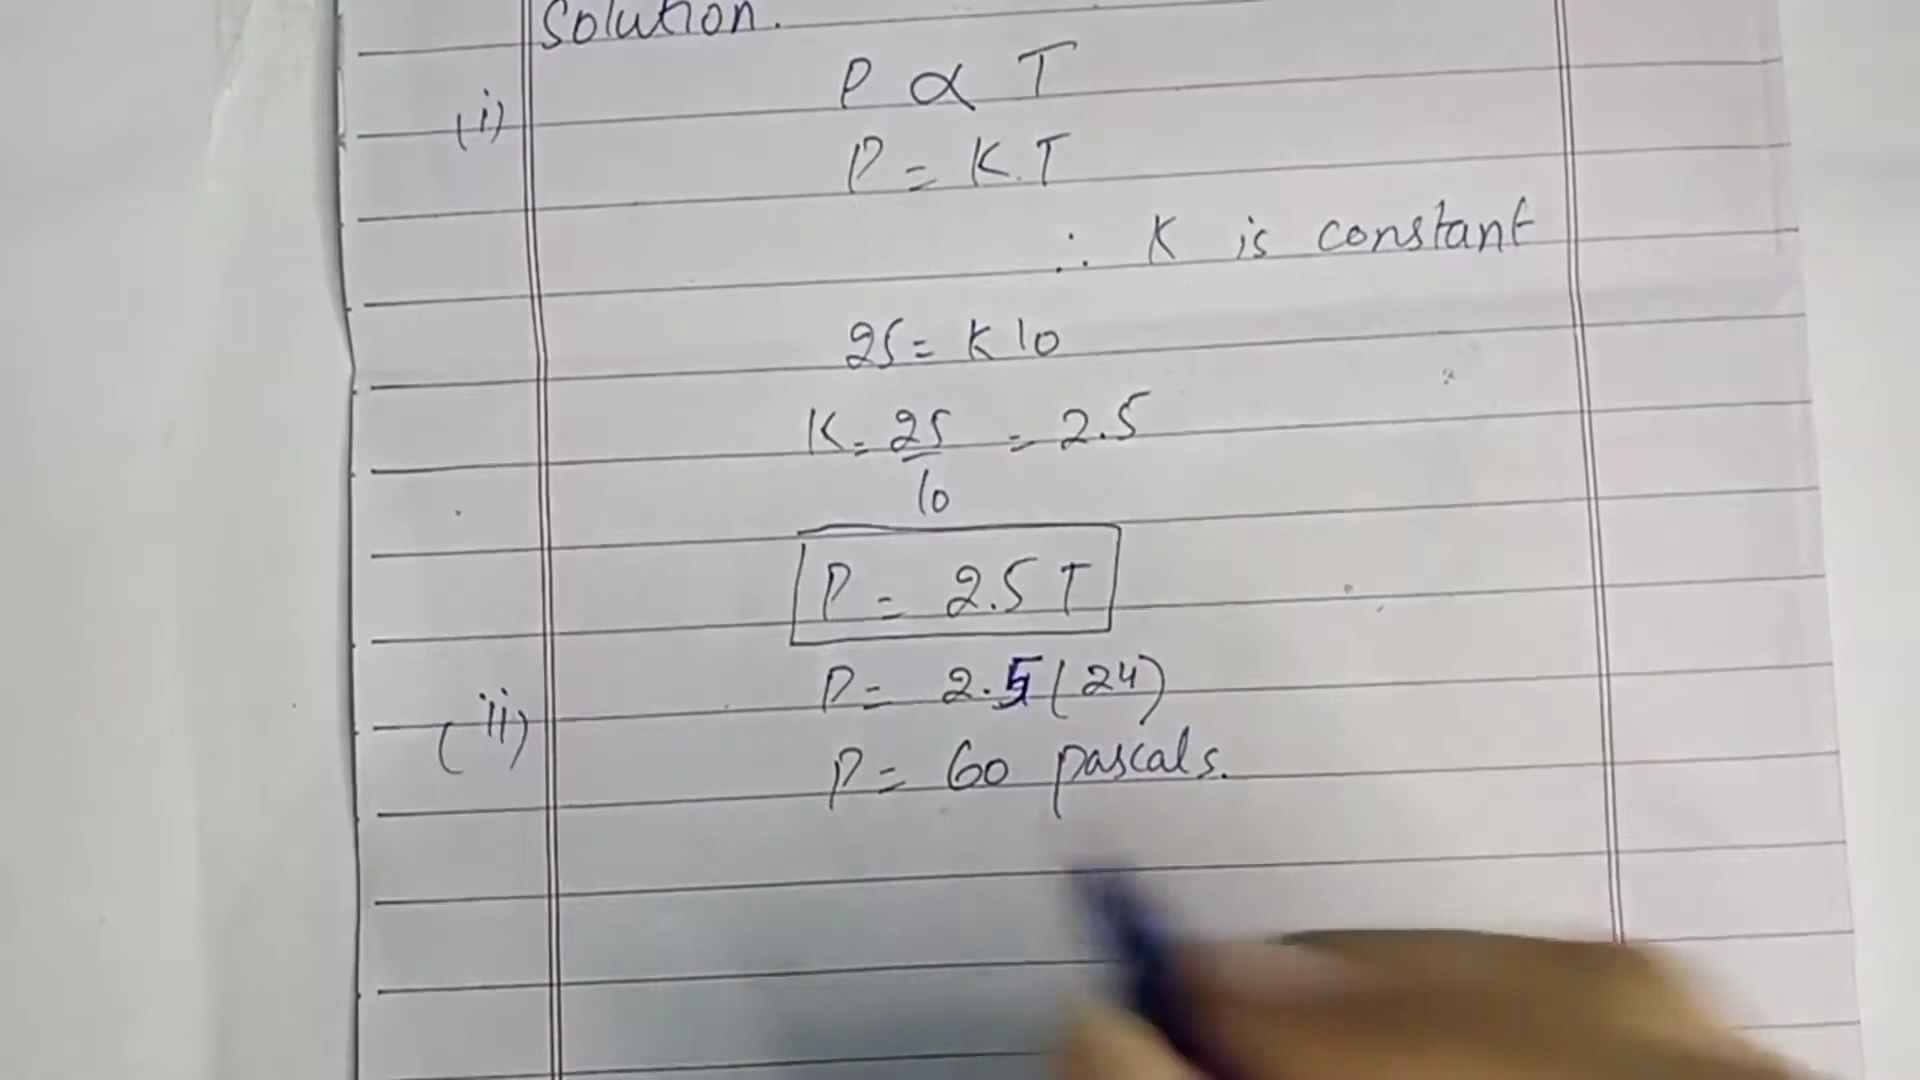 Solution.
(i) P ∝ T
P = K.T
∴ K is constant
25 = K 10
K = 25/10 = 2.5
P = 2.5 T
(ii) P = 2.5 (24)
P = 60 pascals.